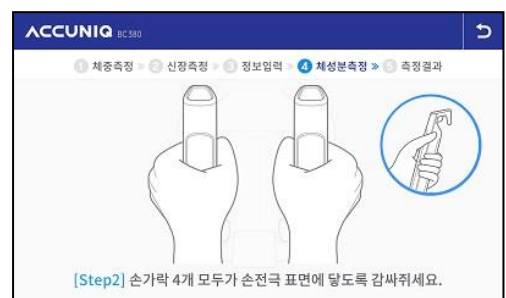 ACCUNIQ BC380
1 체중측정 » 2 신장측정 » 3 정보입력 » 4 체성분측정 » 5 측정결과
[Step2] 손가락 4개 모두가 손전극 표면에 닿도록 감싸쥐세요.